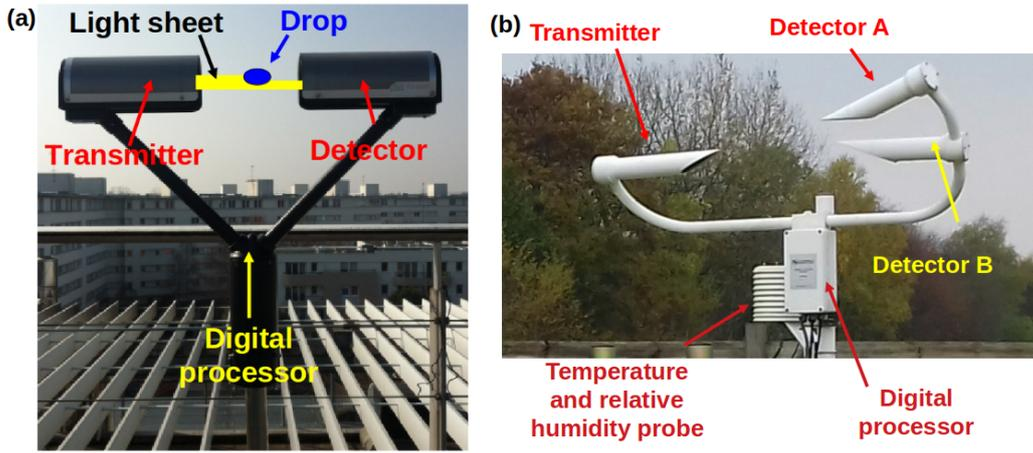 (a)
Light sheet
Drop
Transmitter
Detector
Digital
processor
(b)
Transmitter
Detector A
Detector B
Temperature
and relative
humidity probe
Digital
processor